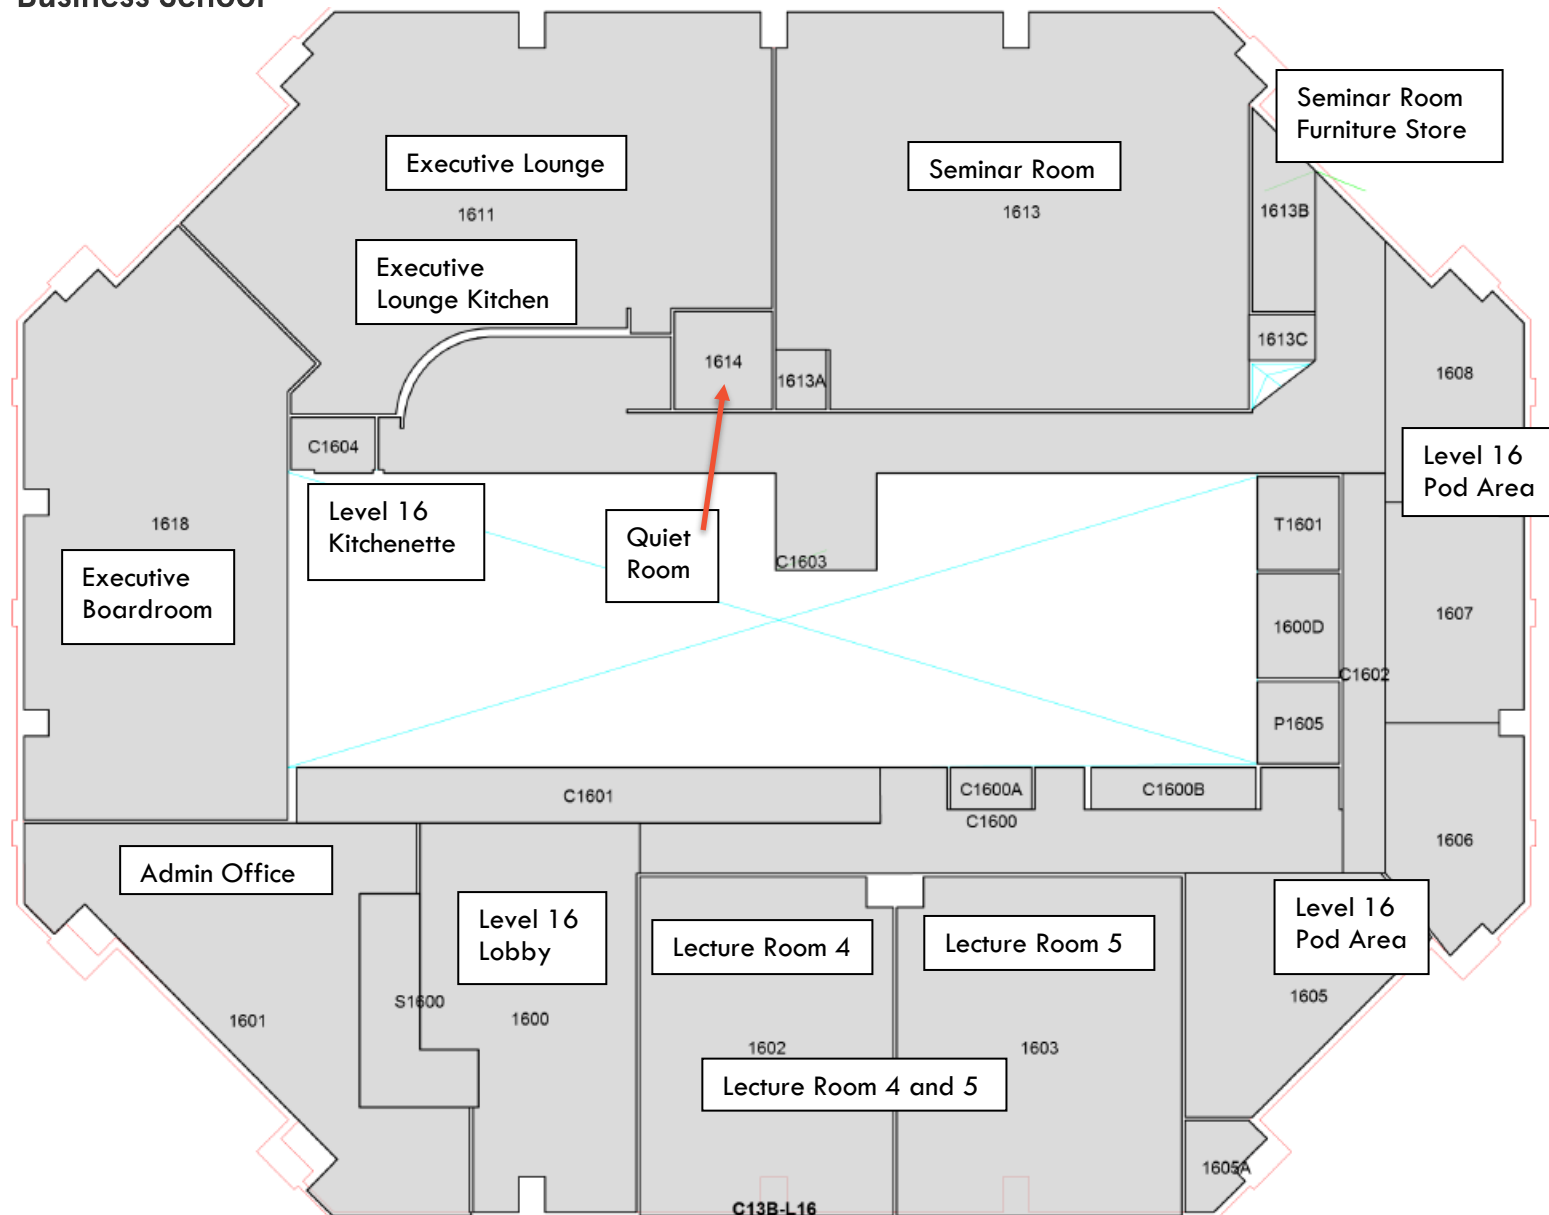 Business School
Seminar Room
Furniture Store
Executive Lounge
1611
Seminar Room
1613
1613B
Executive
Lounge Kitchen
1613C
1614
1613A
1608
C1604
Level 16
Pod Area
Level 16
Kitchenette
1618
Quiet
Room
T1601
C1603
Executive
Boardroom
1600D
1607
C1602
P1605
C1601
C1600A
C1600B
C1600
1606
Admin Office
Level 16
Lobby
Lecture Room 4
Lecture Room 5
Level 16
Pod Area
S1600
1601
1600
1605
1602
1603
Lecture Room 4 and 5
1605A
C13B-L16